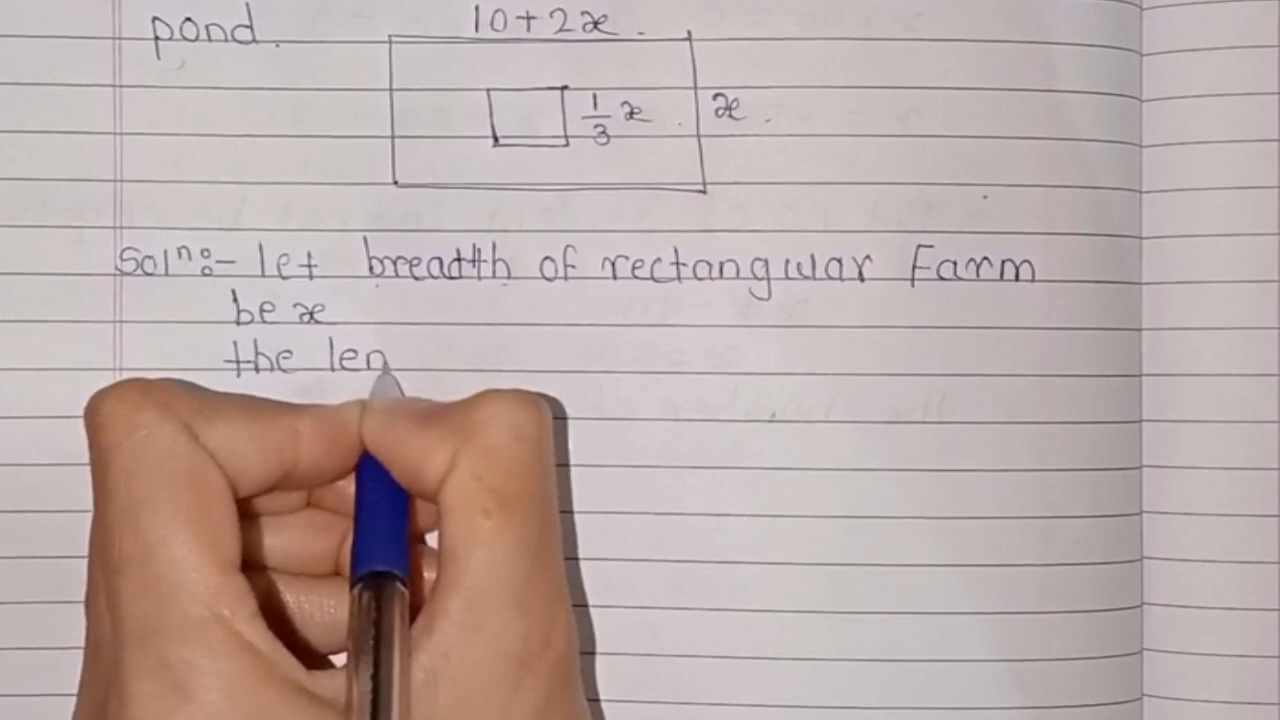 pond.
10+2x.
1/3 x. x.
Solⁿ:- let breadth of rectangular Farm
be x
the len